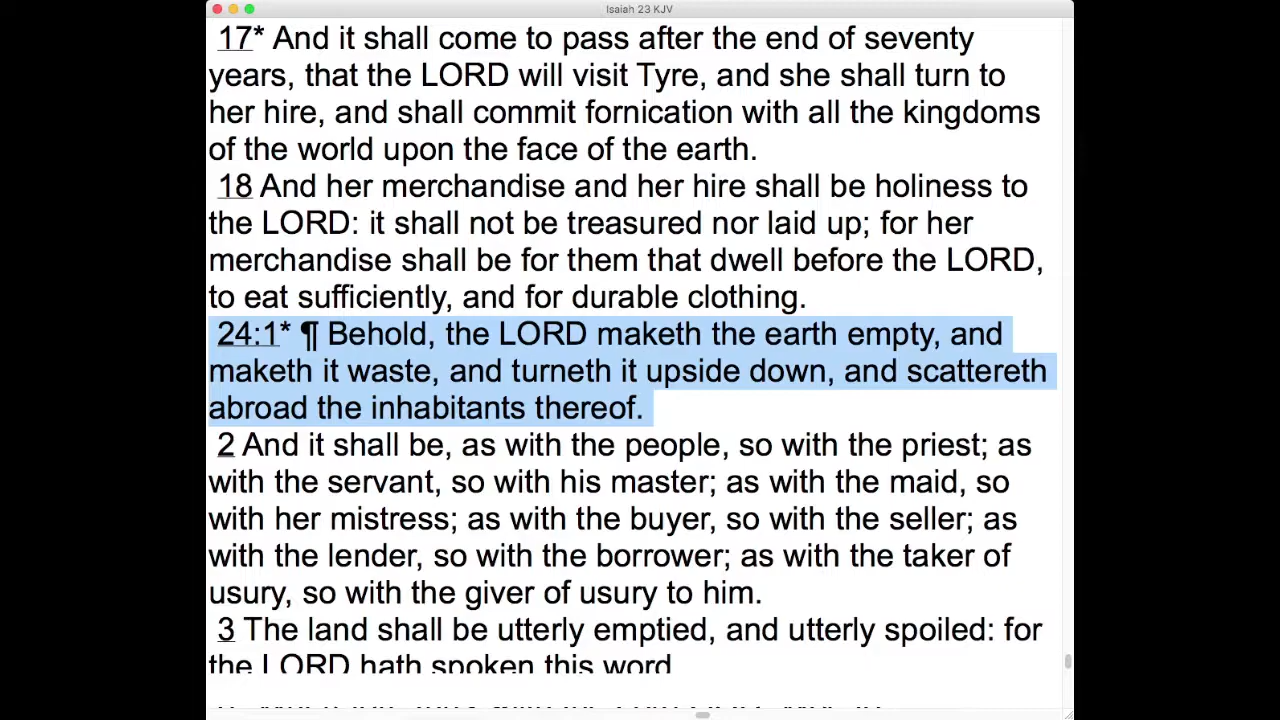 Isaiah 23 KJV
17* And it shall come to pass after the end of seventy
years, that the LORD will visit Tyre, and she shall turn to
her hire, and shall commit fornication with all the kingdoms
of the world upon the face of the earth.
18 And her merchandise and her hire shall be holiness to
the LORD: it shall not be treasured nor laid up; for her
merchandise shall be for them that dwell before the LORD,
to eat sufficiently, and for durable clothing.
24:1* ¶ Behold, the LORD maketh the earth empty, and
maketh it waste, and turneth it upside down, and scattereth
abroad the inhabitants thereof.
2 And it shall be, as with the people, so with the priest; as
with the servant, so with his master; as with the maid, so
with her mistress; as with the buyer, so with the seller; as
with the lender, so with the borrower; as with the taker of
usury, so with the giver of usury to him.
3 The land shall be utterly emptied, and utterly spoiled: for
the LORD hath spoken this word